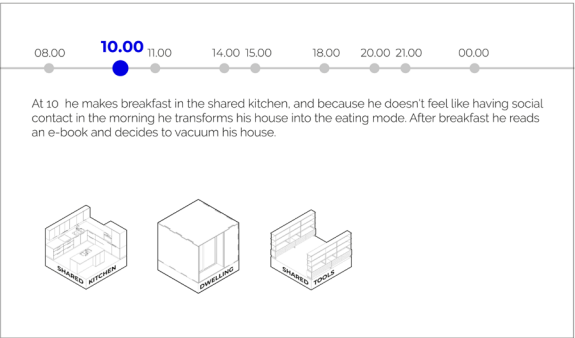 08.00 10.00 11.00 14.00 15.00 18.00 20.00 21.00 00.00
At 10  he makes breakfast in the shared kitchen, and because he doesn't feel like having social
contact in the morning he transforms his house into the eating mode. After breakfast he reads
an e-book and decides to vacuum his house.
SHARED KITCHEN
DWELLING
SHARED TOOLS